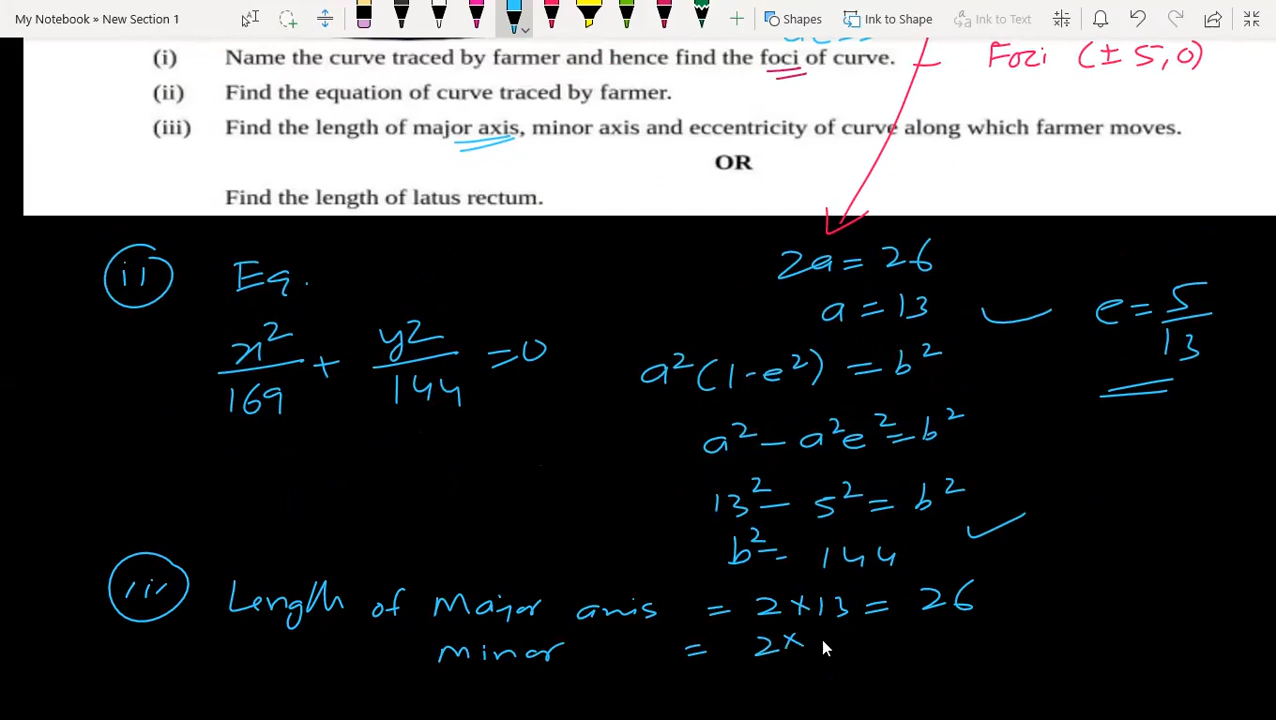 My Notebook » New Section 1
Shapes
Ink to Shape
Ink to Text
(i) Name the curve traced by farmer and hence find the foci of curve.
Foci (± 5, 0)
(ii) Find the equation of curve traced by farmer.
(iii) Find the length of major axis, minor axis and eccentricity of curve along which farmer moves.
OR
Find the length of latus rectum.
ii) Eq.
x²/169 + y2/144 = 0
2a = 26
a = 13
e = 5/13
a² (1 - e²) = b²
a² - a²e² = b²
13² - 5² = b²
b² = 144
iii Length of Major axis = 2 × 13 = 26
minor = 2 ×